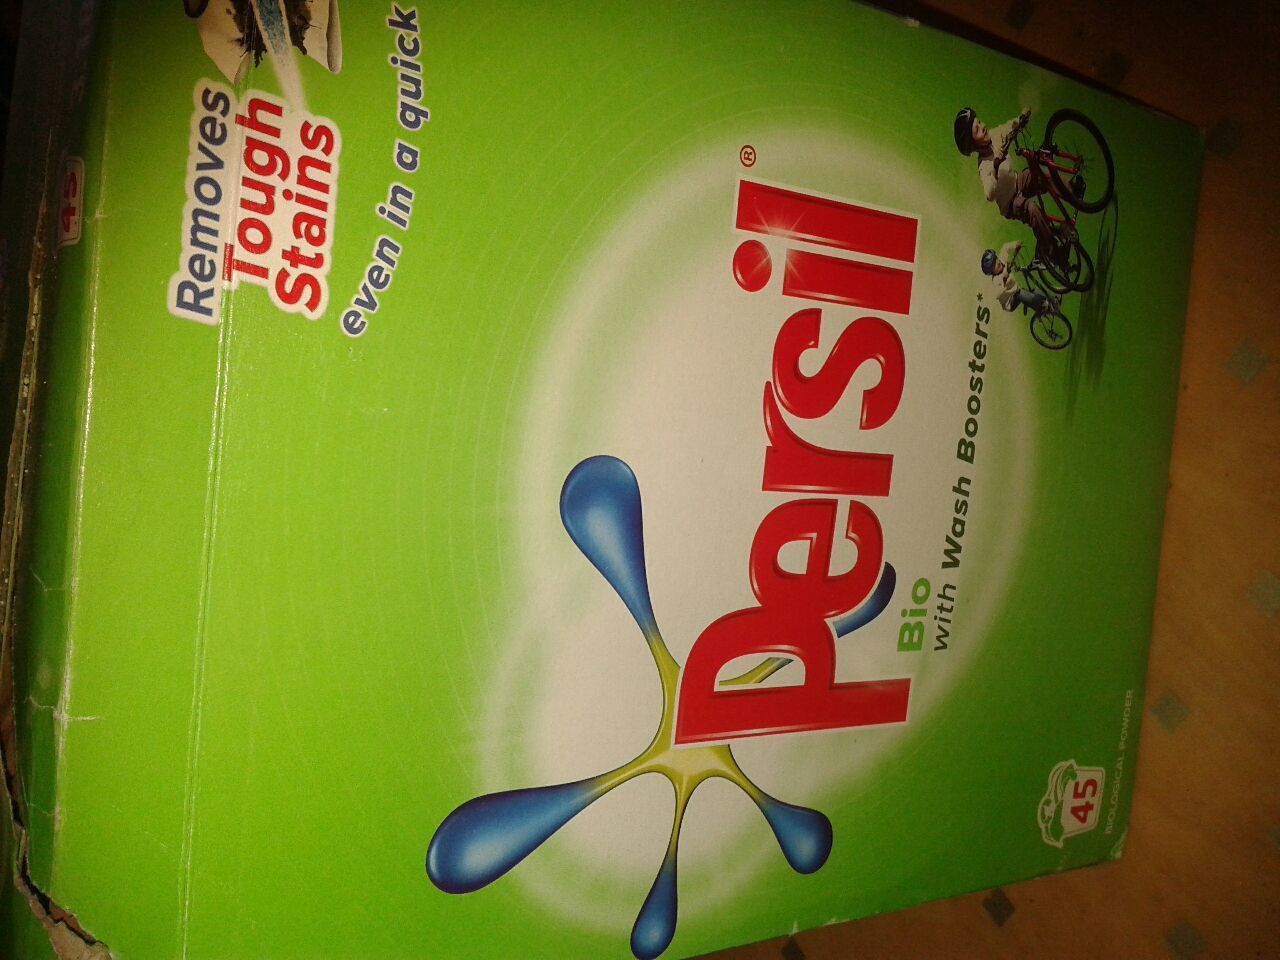 Removes
Tough
Stains
even in a quick
Persil®
Bio
with Wash Boosters*
45
BIOLOGICAL POWDER
45